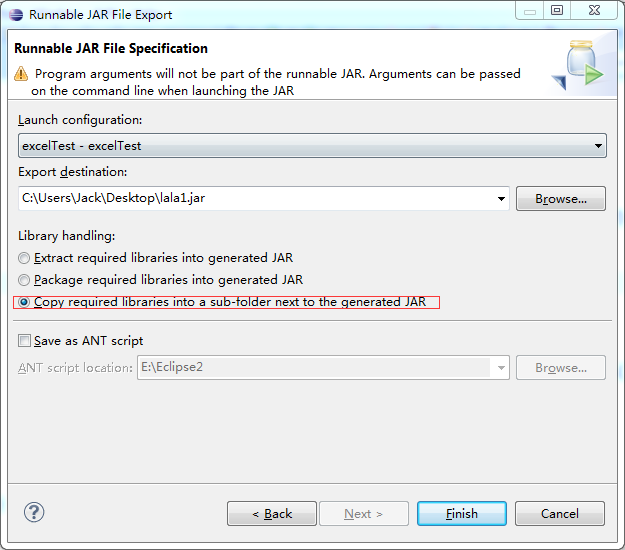 Runnable JAR File Export
Runnable JAR File Specification
Program arguments will not be part of the runnable JAR. Arguments can be passed
on the command line when launching the JAR
Launch configuration:
excelTest - excelTest
Export destination:
C:\Users\Jack\Desktop\lala1.jar
Browse...
Library handling:
Extract required libraries into generated JAR
Package required libraries into generated JAR
Copy required libraries into a sub-folder next to the generated JAR
Save as ANT script
ANT script location:
E:\Eclipse2
Browse...
?
< Back
Next >
Finish
Cancel